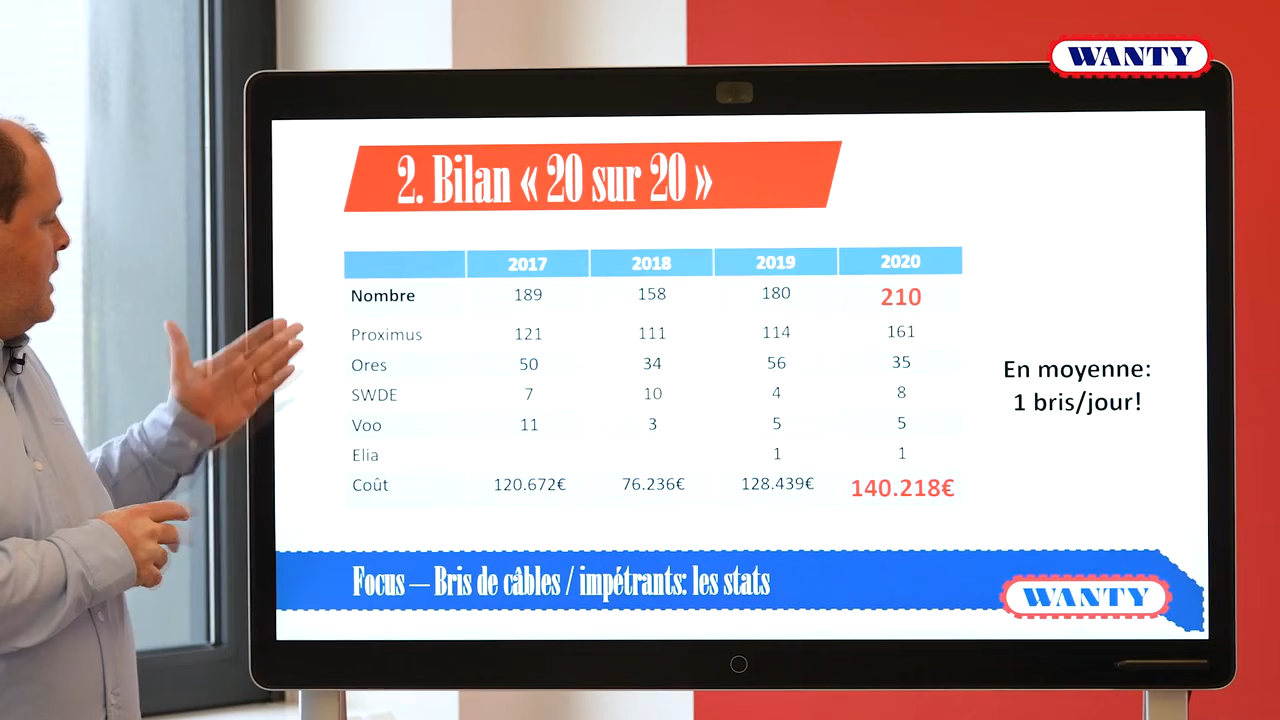 WANTY
2. Bilan « 20 sur 20 »
2017 2018 2019 2020
Nombre 189 158 180 210
Proximus 121 111 114 161
Ores 50 34 56 35
SWDE 7 10 4 8
Voo 11 3 5 5
Elia 1 1
Coût 120.672€ 76.236€ 128.439€ 140.218€
En moyenne:
1 bris/jour!
Focus – Bris de câbles / impétrants: les stats
WANTY